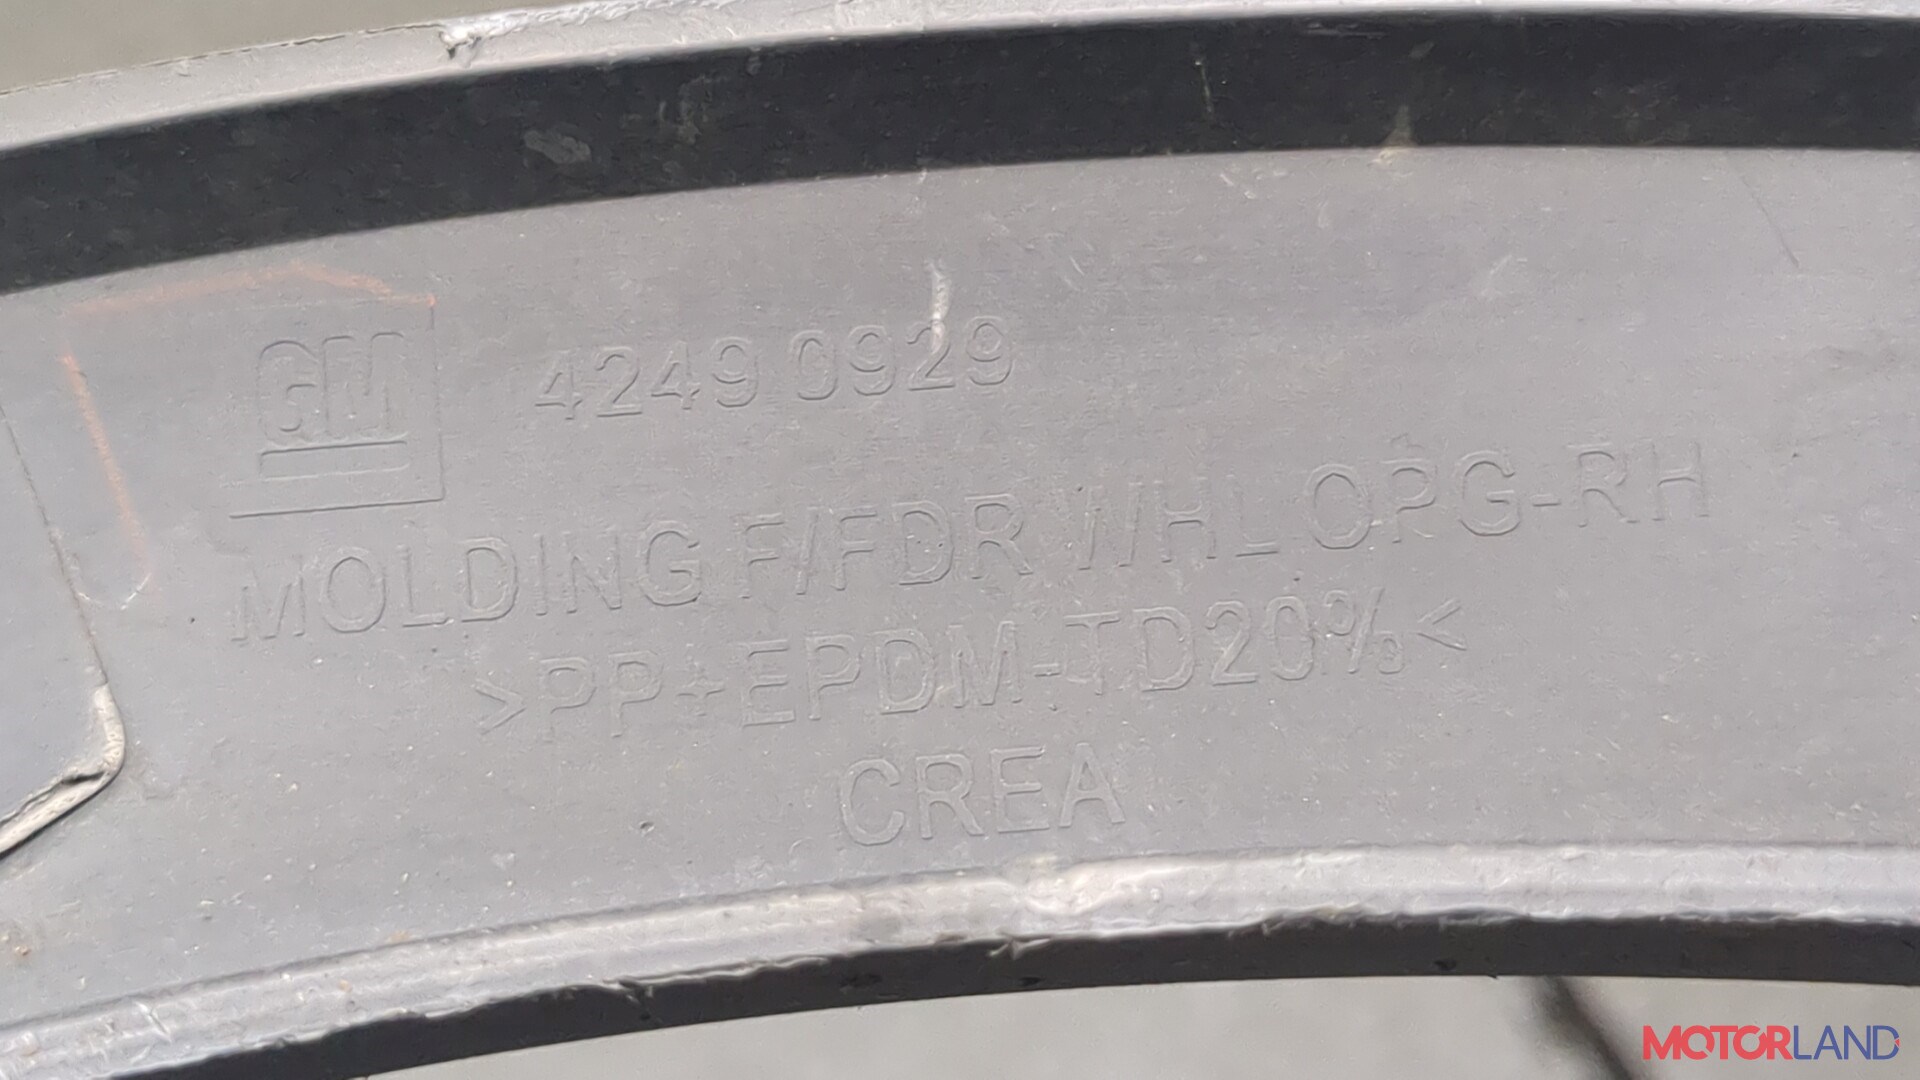 GM 4249 0929
MOLDING F/FDR WHL OPG-RH
>PP+EPDM-TD20%<
CREA
MOTORLAND